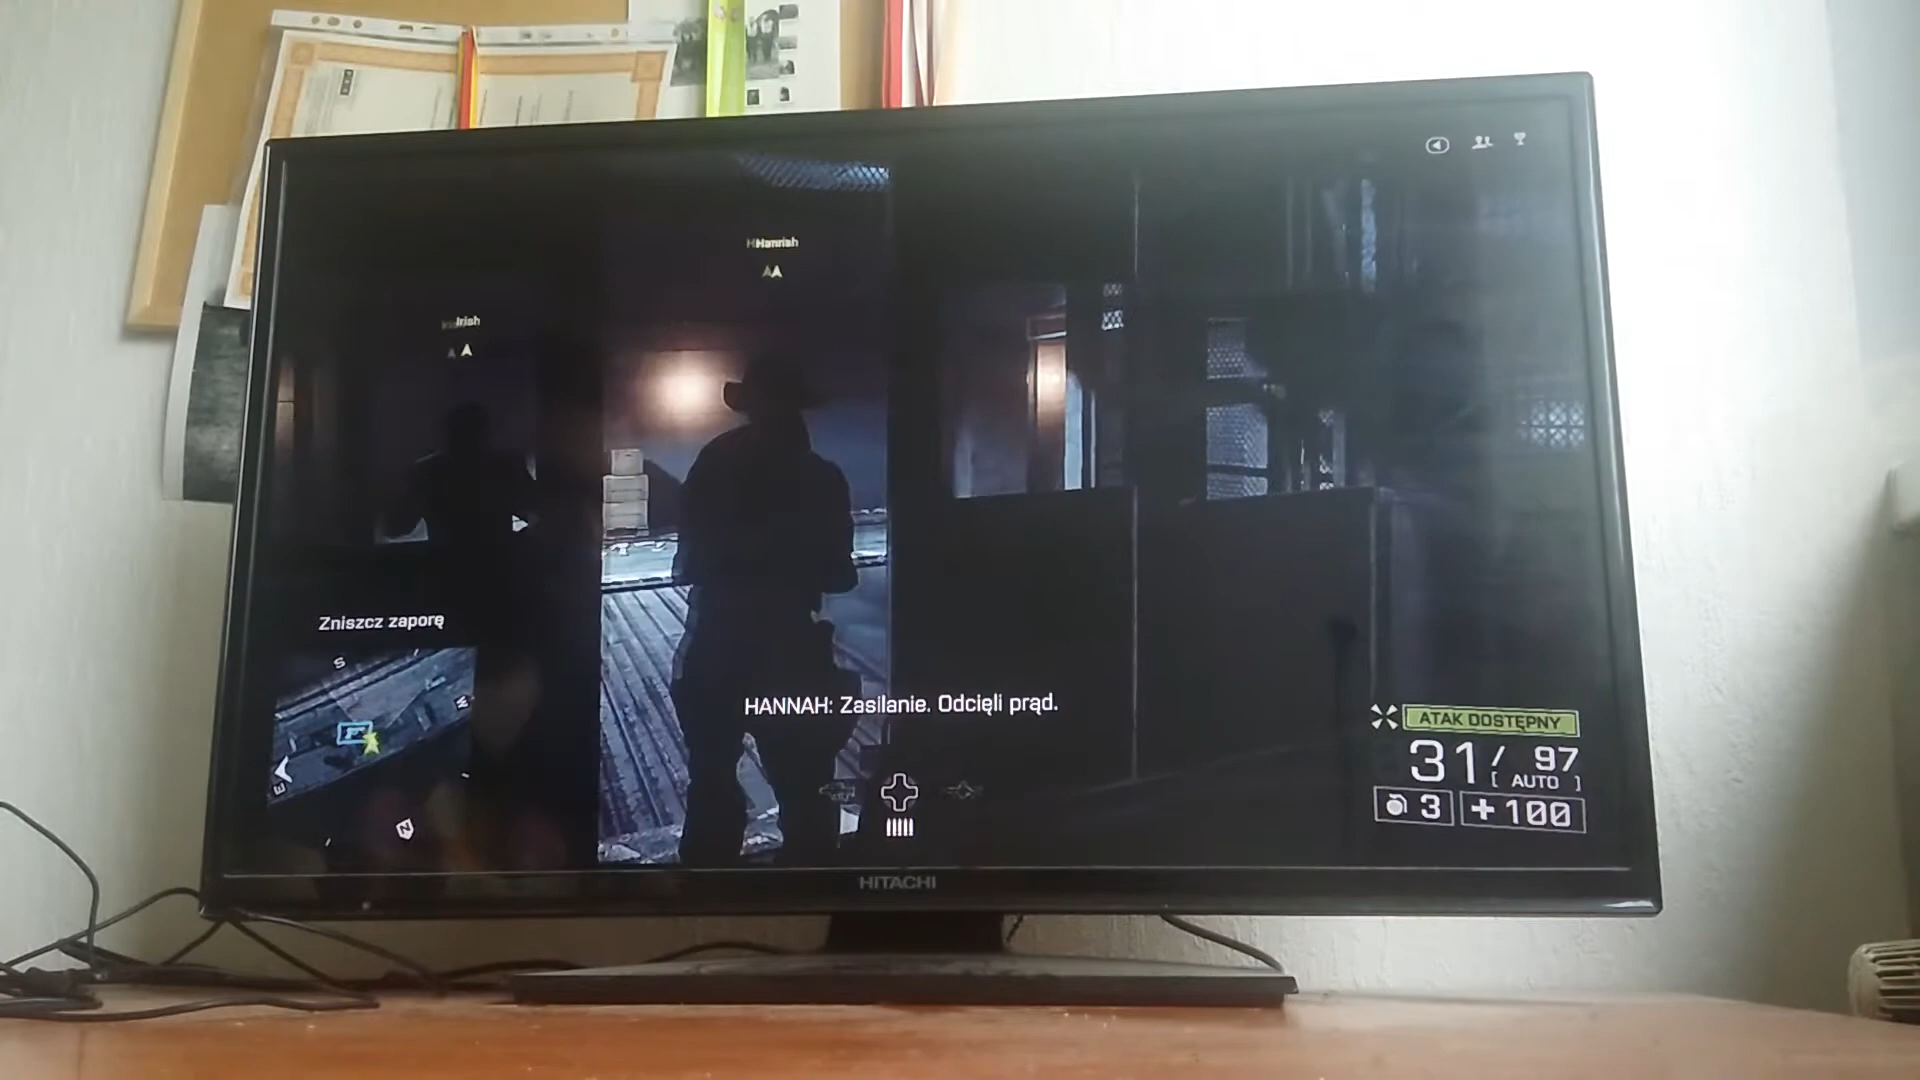 Hannah
Irish
Zniszcz zaporę
S
W
E
N
HANNAH: Zasilanie. Odcięli prąd.
ATAK DOSTĘPNY
31/ 97
[ AUTO ]
3 +100
HITACHI